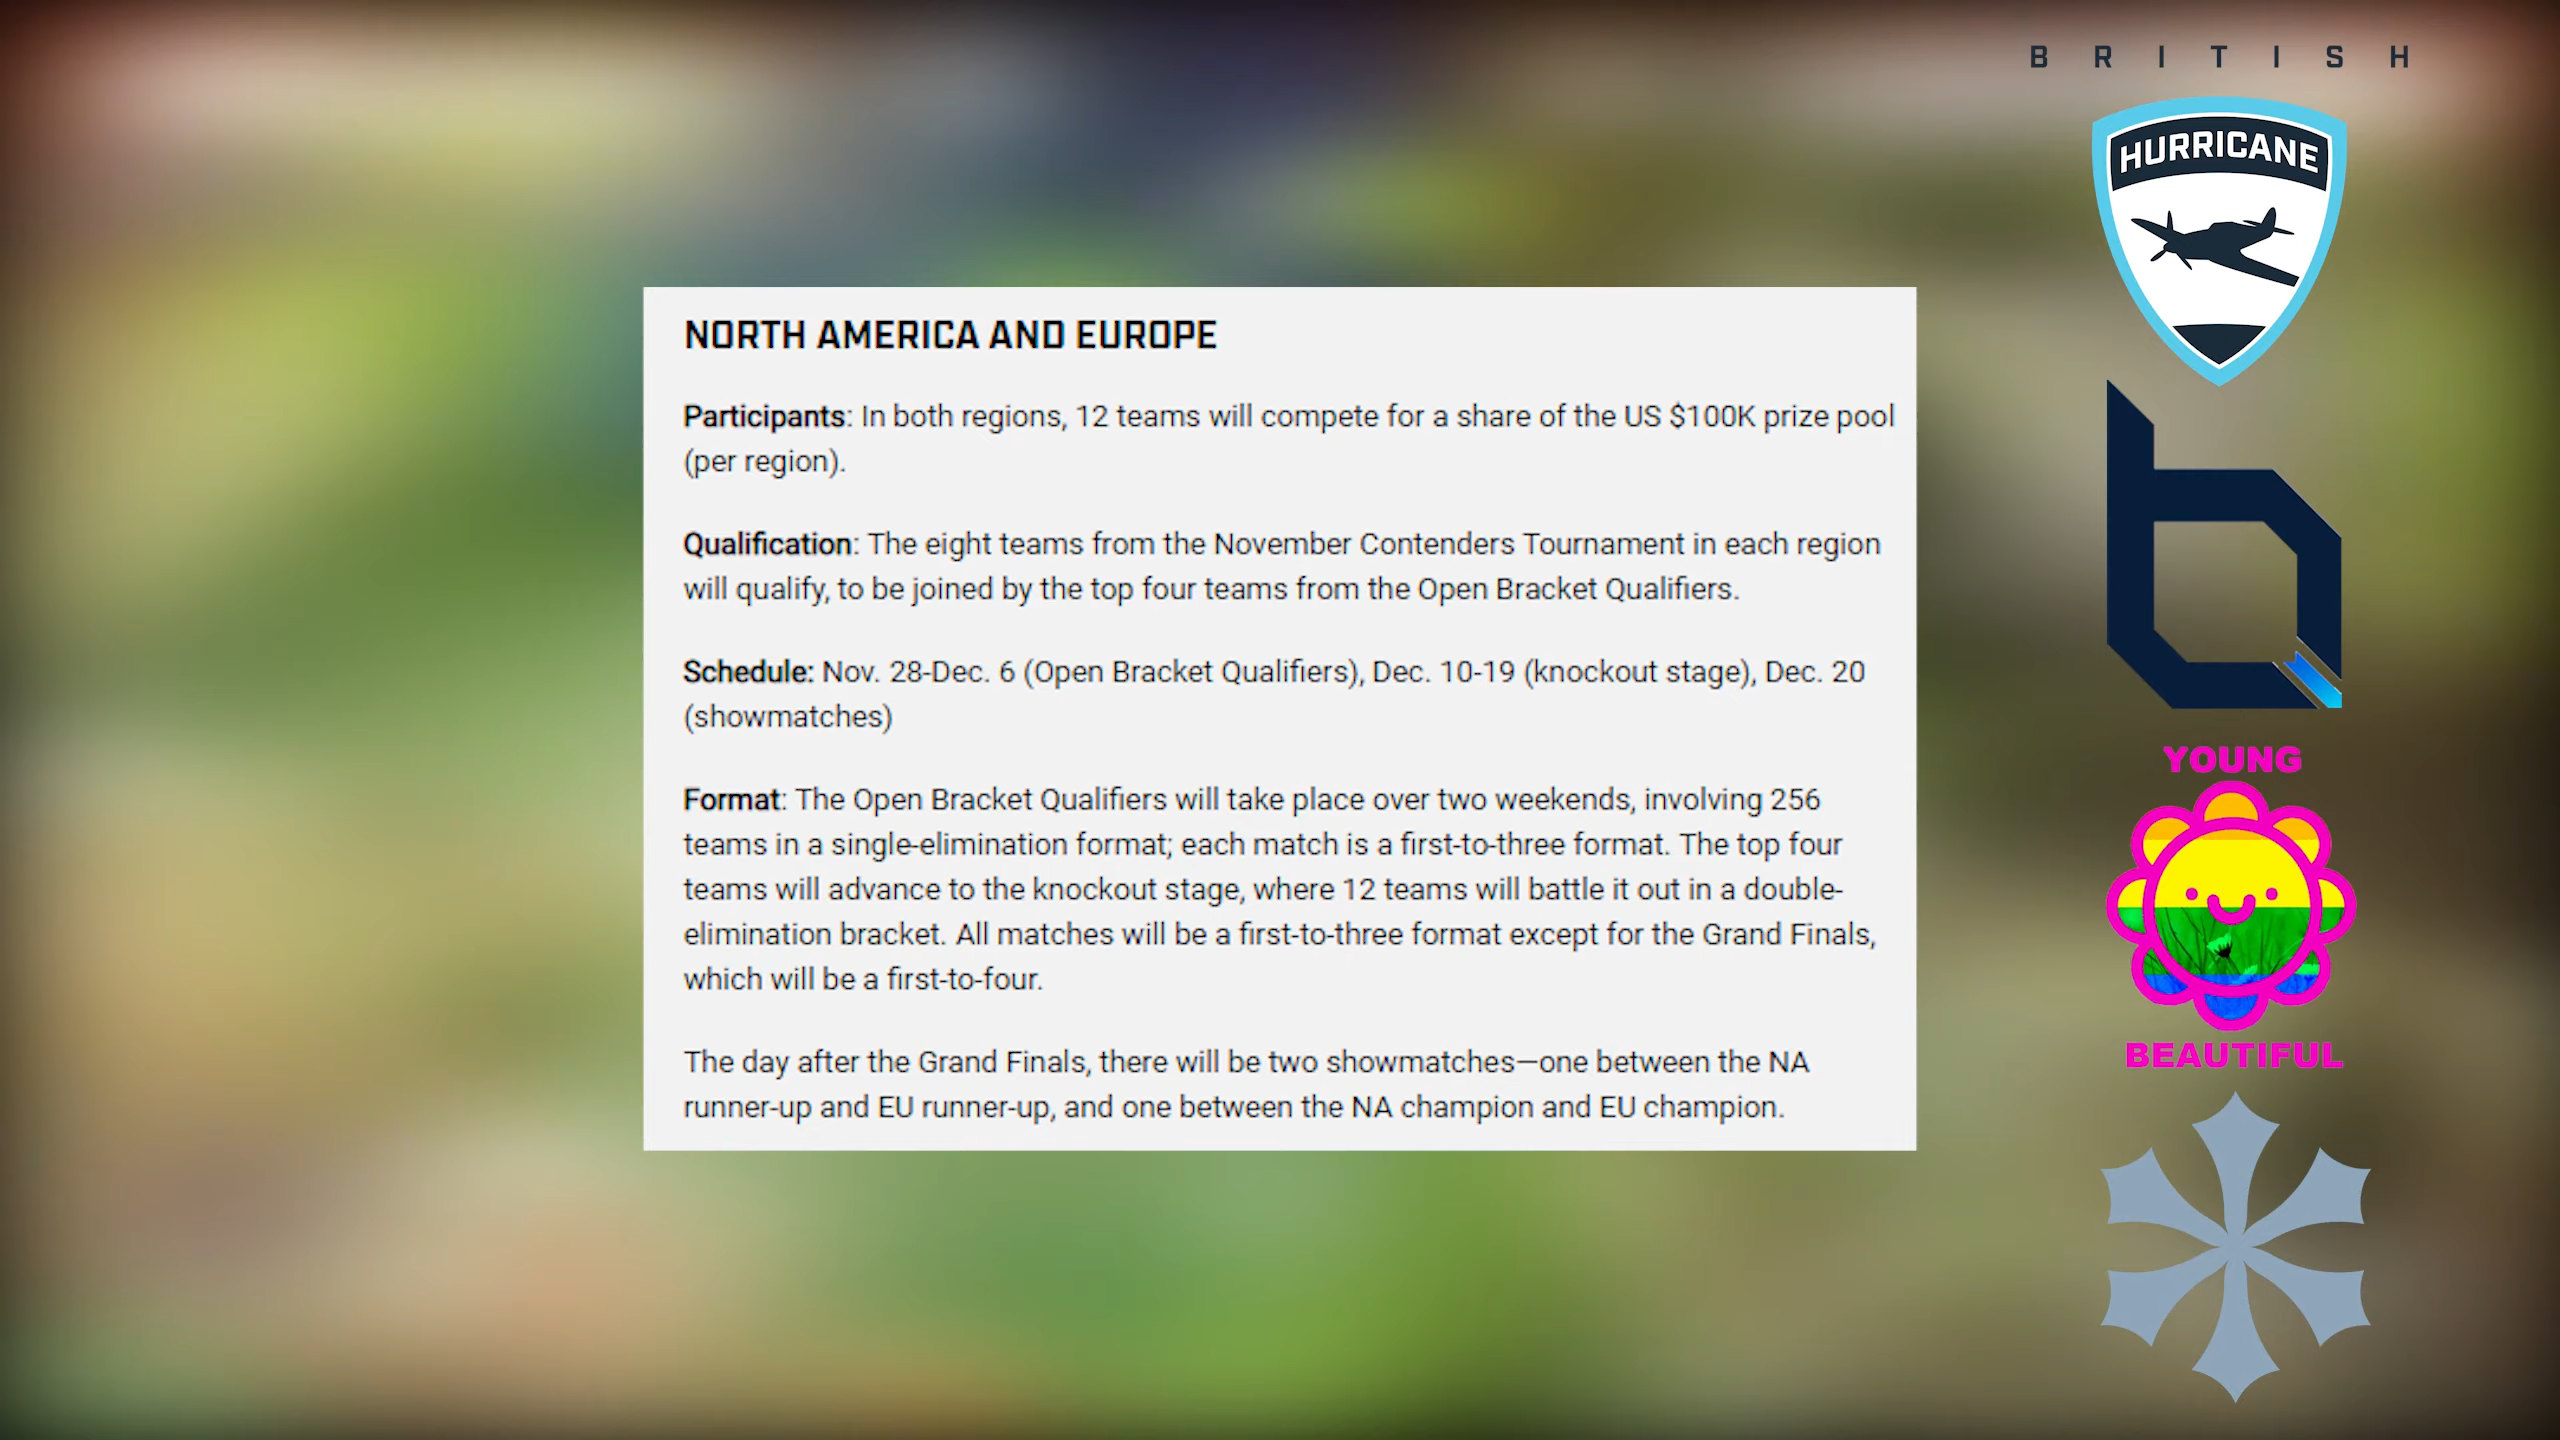 NORTH AMERICA AND EUROPE
Participants: In both regions, 12 teams will compete for a share of the US $100K prize pool
(per region).
Qualification: The eight teams from the November Contenders Tournament in each region
will qualify, to be joined by the top four teams from the Open Bracket Qualifiers.
Schedule: Nov. 28-Dec. 6 (Open Bracket Qualifiers), Dec. 10-19 (knockout stage), Dec. 20
(showmatches)
Format: The Open Bracket Qualifiers will take place over two weekends, involving 256
teams in a single-elimination format; each match is a first-to-three format. The top four
teams will advance to the knockout stage, where 12 teams will battle it out in a double-
elimination bracket. All matches will be a first-to-three format except for the Grand Finals,
which will be a first-to-four.
The day after the Grand Finals, there will be two showmatches—one between the NA
runner-up and EU runner-up, and one between the NA champion and EU champion.
BRITISH
HURRICANE
YOUNG
BEAUTIFUL